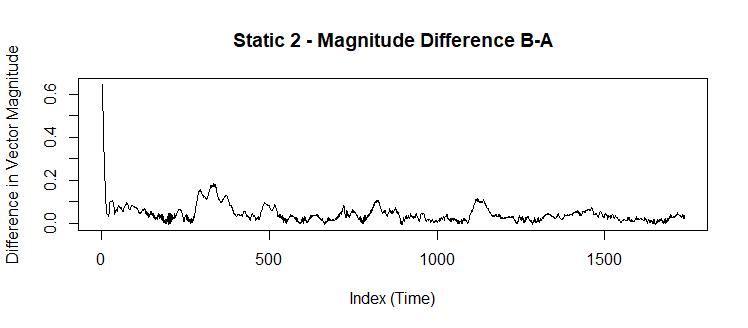 Static 2 - Magnitude Difference B-A
Difference in Vector Magnitude
0.6
0.4
0.2
0.0
0 500 1000 1500
Index (Time)